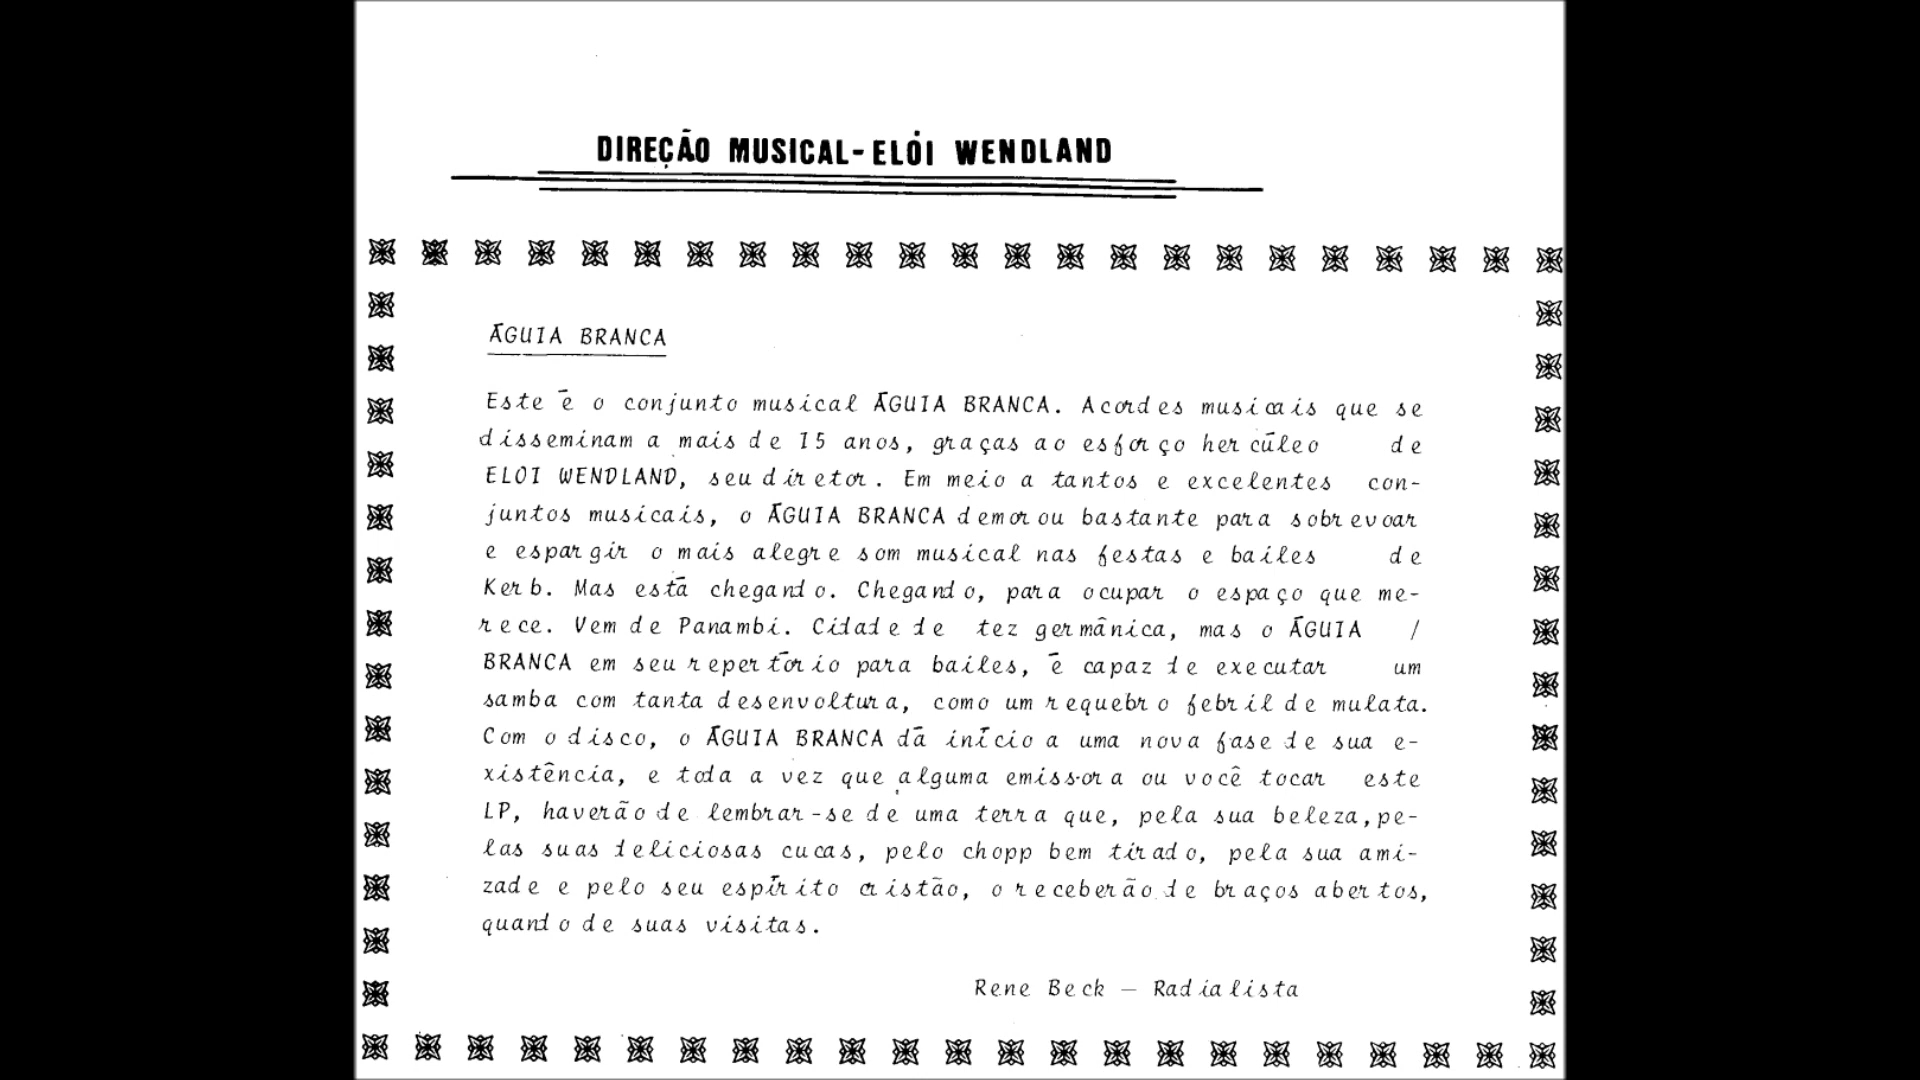 DIREÇÃO MUSICAL-ELÓI WENDLAND
ÁGUIA BRANCA
Este é o conjunto musical ÁGUIA BRANCA. Acordes musicais que se
disseminam a mais de 15 anos, graças ao esforço hercúleo de
ELOI WENDLAND, seu diretor. Em meio a tantos e excelentes con-
juntos musicais, o ÁGUIA BRANCA demorou bastante para sobrevoar
e espargir o mais alegre som musical nas festas e bailes de
Kerb. Mas está chegando. Chegando, para ocupar o espaço que me-
rece. Vem de Panambi. Cidade de tez germânica, mas o ÁGUIA /
BRANCA em seu repertório para bailes, é capaz de executar um
samba com tanta desenvoltura, como um requebro febril de mulata.
Com o disco, o ÁGUIA BRANCA dá início a uma nova fase de sua e-
xistência, e toda a vez que alguma emissora ou você tocar este
LP, haverão de lembrar-se de uma terra que, pela sua beleza, pe-
las suas deliciosas cucas, pelo chopp bem tirado, pela sua ami-
zade e pelo seu espírito cristão, o receberão de braços abertos,
quando de suas visitas.
Rene Beck - Radialista